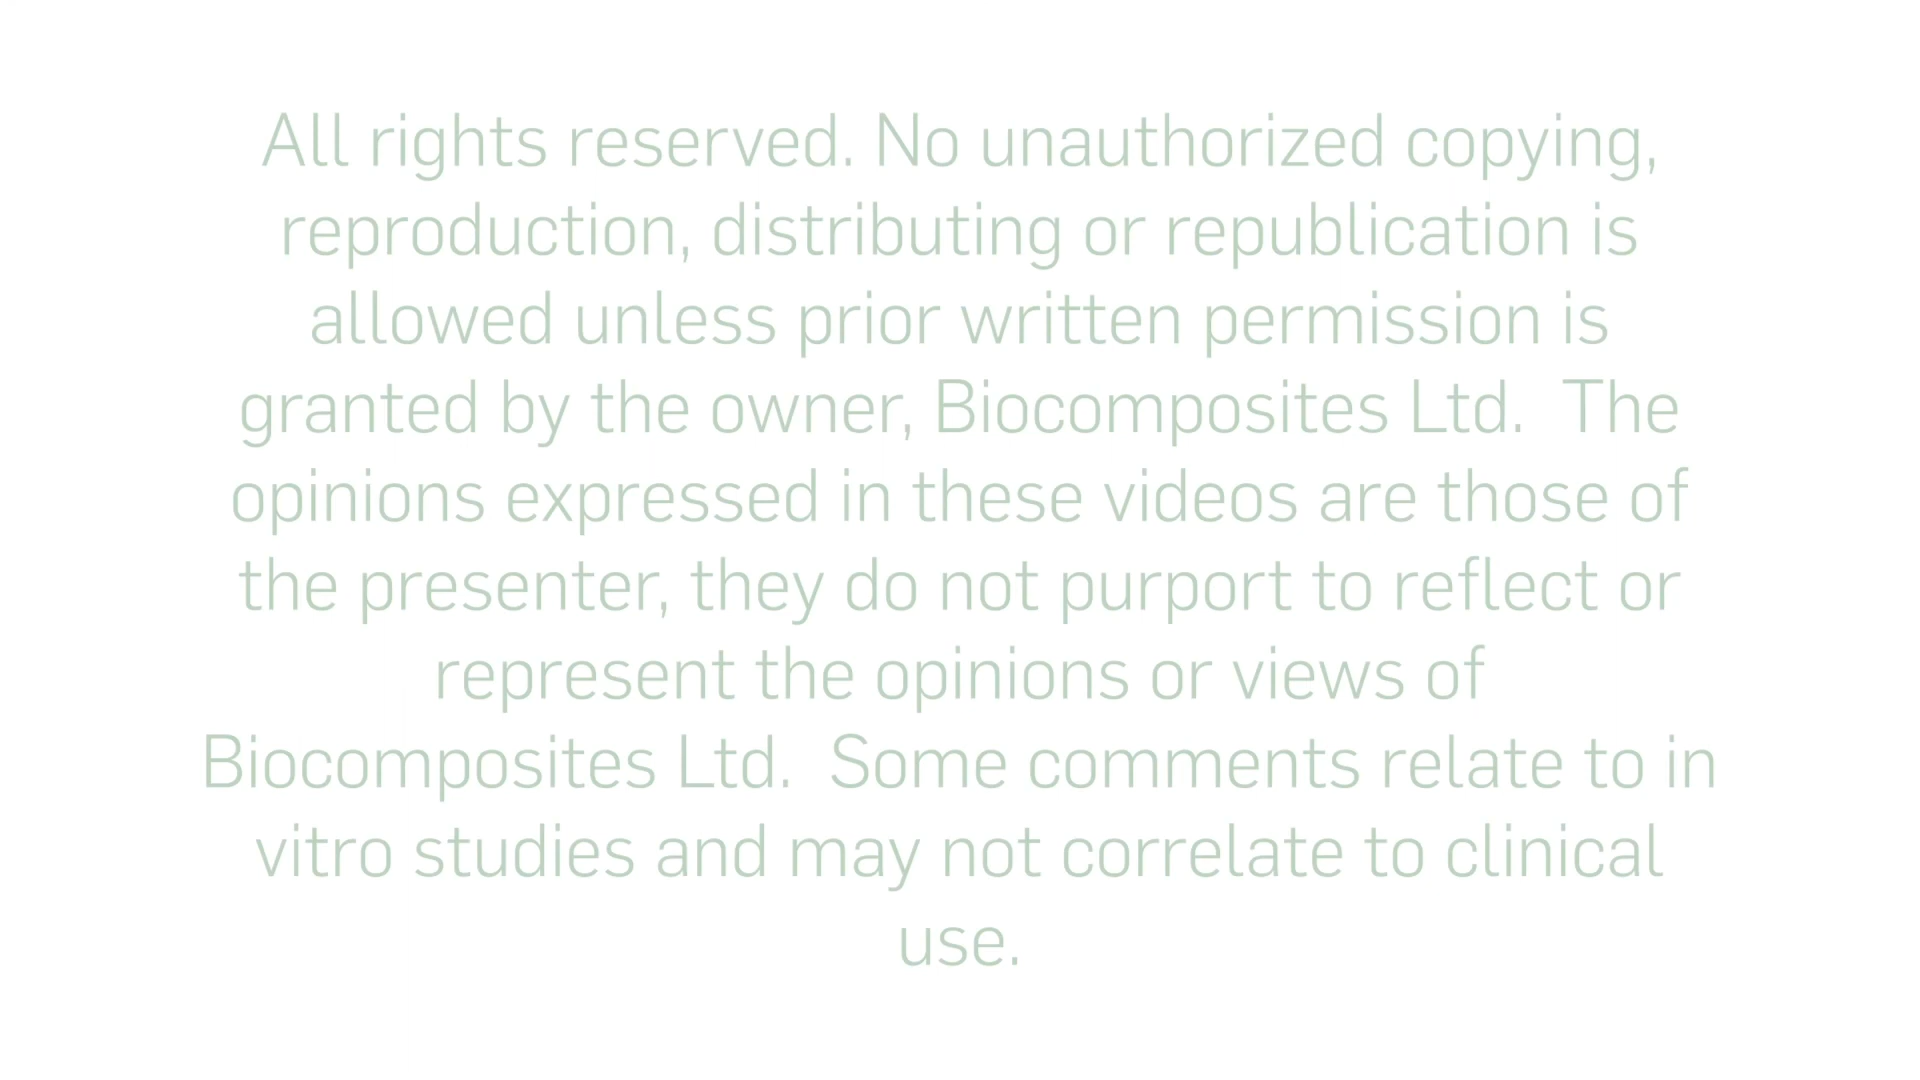 All rights reserved. No unauthorized copying,
reproduction, distributing or republication is
allowed unless prior written permission is
granted by the owner, Biocomposites Ltd.  The
opinions expressed in these videos are those of
the presenter, they do not purport to reflect or
represent the opinions or views of
Biocomposites Ltd.  Some comments relate to in
vitro studies and may not correlate to clinical
use.